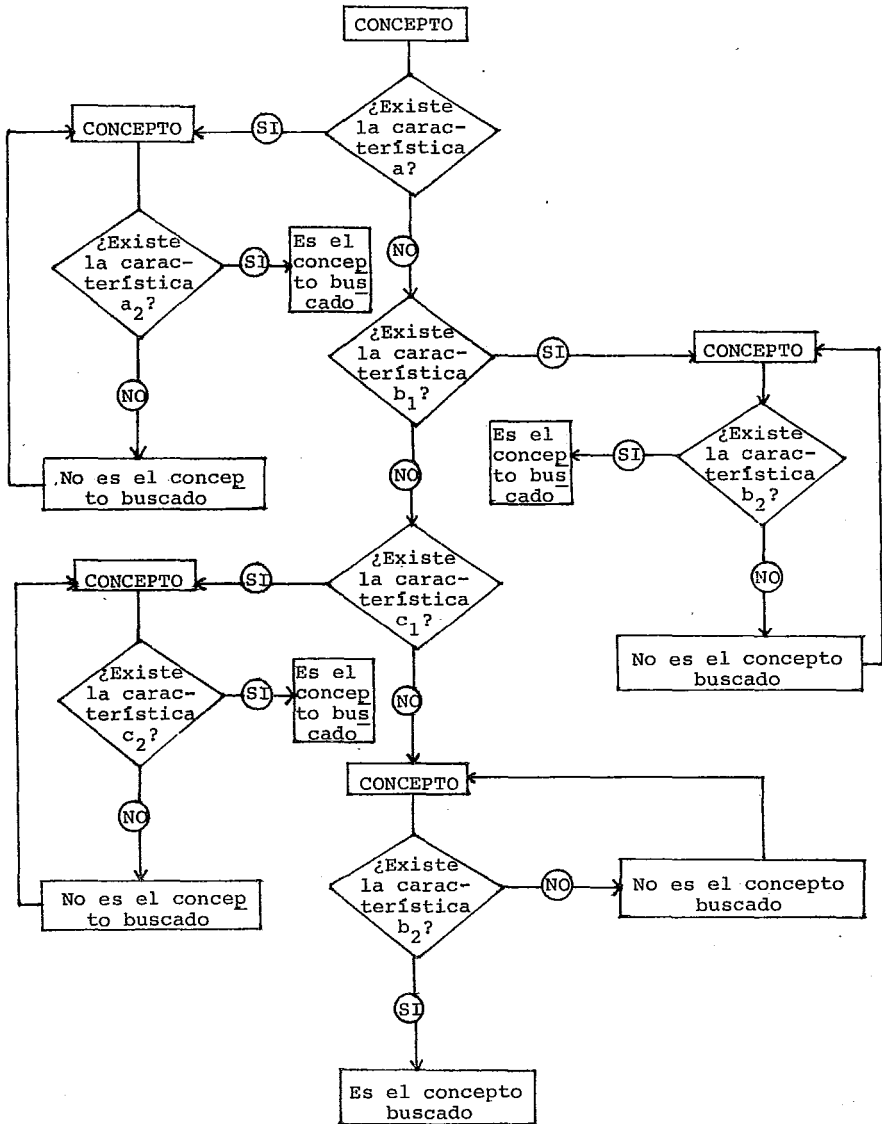 CONCEPTO
¿Existe
la carac-
terística
a?
SI
CONCEPTO
NO
¿Existe
la carac-
terística
a2?
SI
Es el
concep
to bus
cado
NO
No es el concep
to buscado
¿Existe
la carac-
terística
b1?
SI
CONCEPTO
¿Existe
la carac-
terística
b2?
SI
Es el
concep
to bus
cado
NO
No es el concepto
buscado
NO
¿Existe
la carac-
terística
c1?
SI
CONCEPTO
¿Existe
la carac-
terística
c2?
SI
Es el
concep
to bus
cado
NO
No es el concep
to buscado
NO
CONCEPTO
¿Existe
la carac-
terística
b2?
NO
No es el concepto
buscado
SI
Es el concepto
buscado